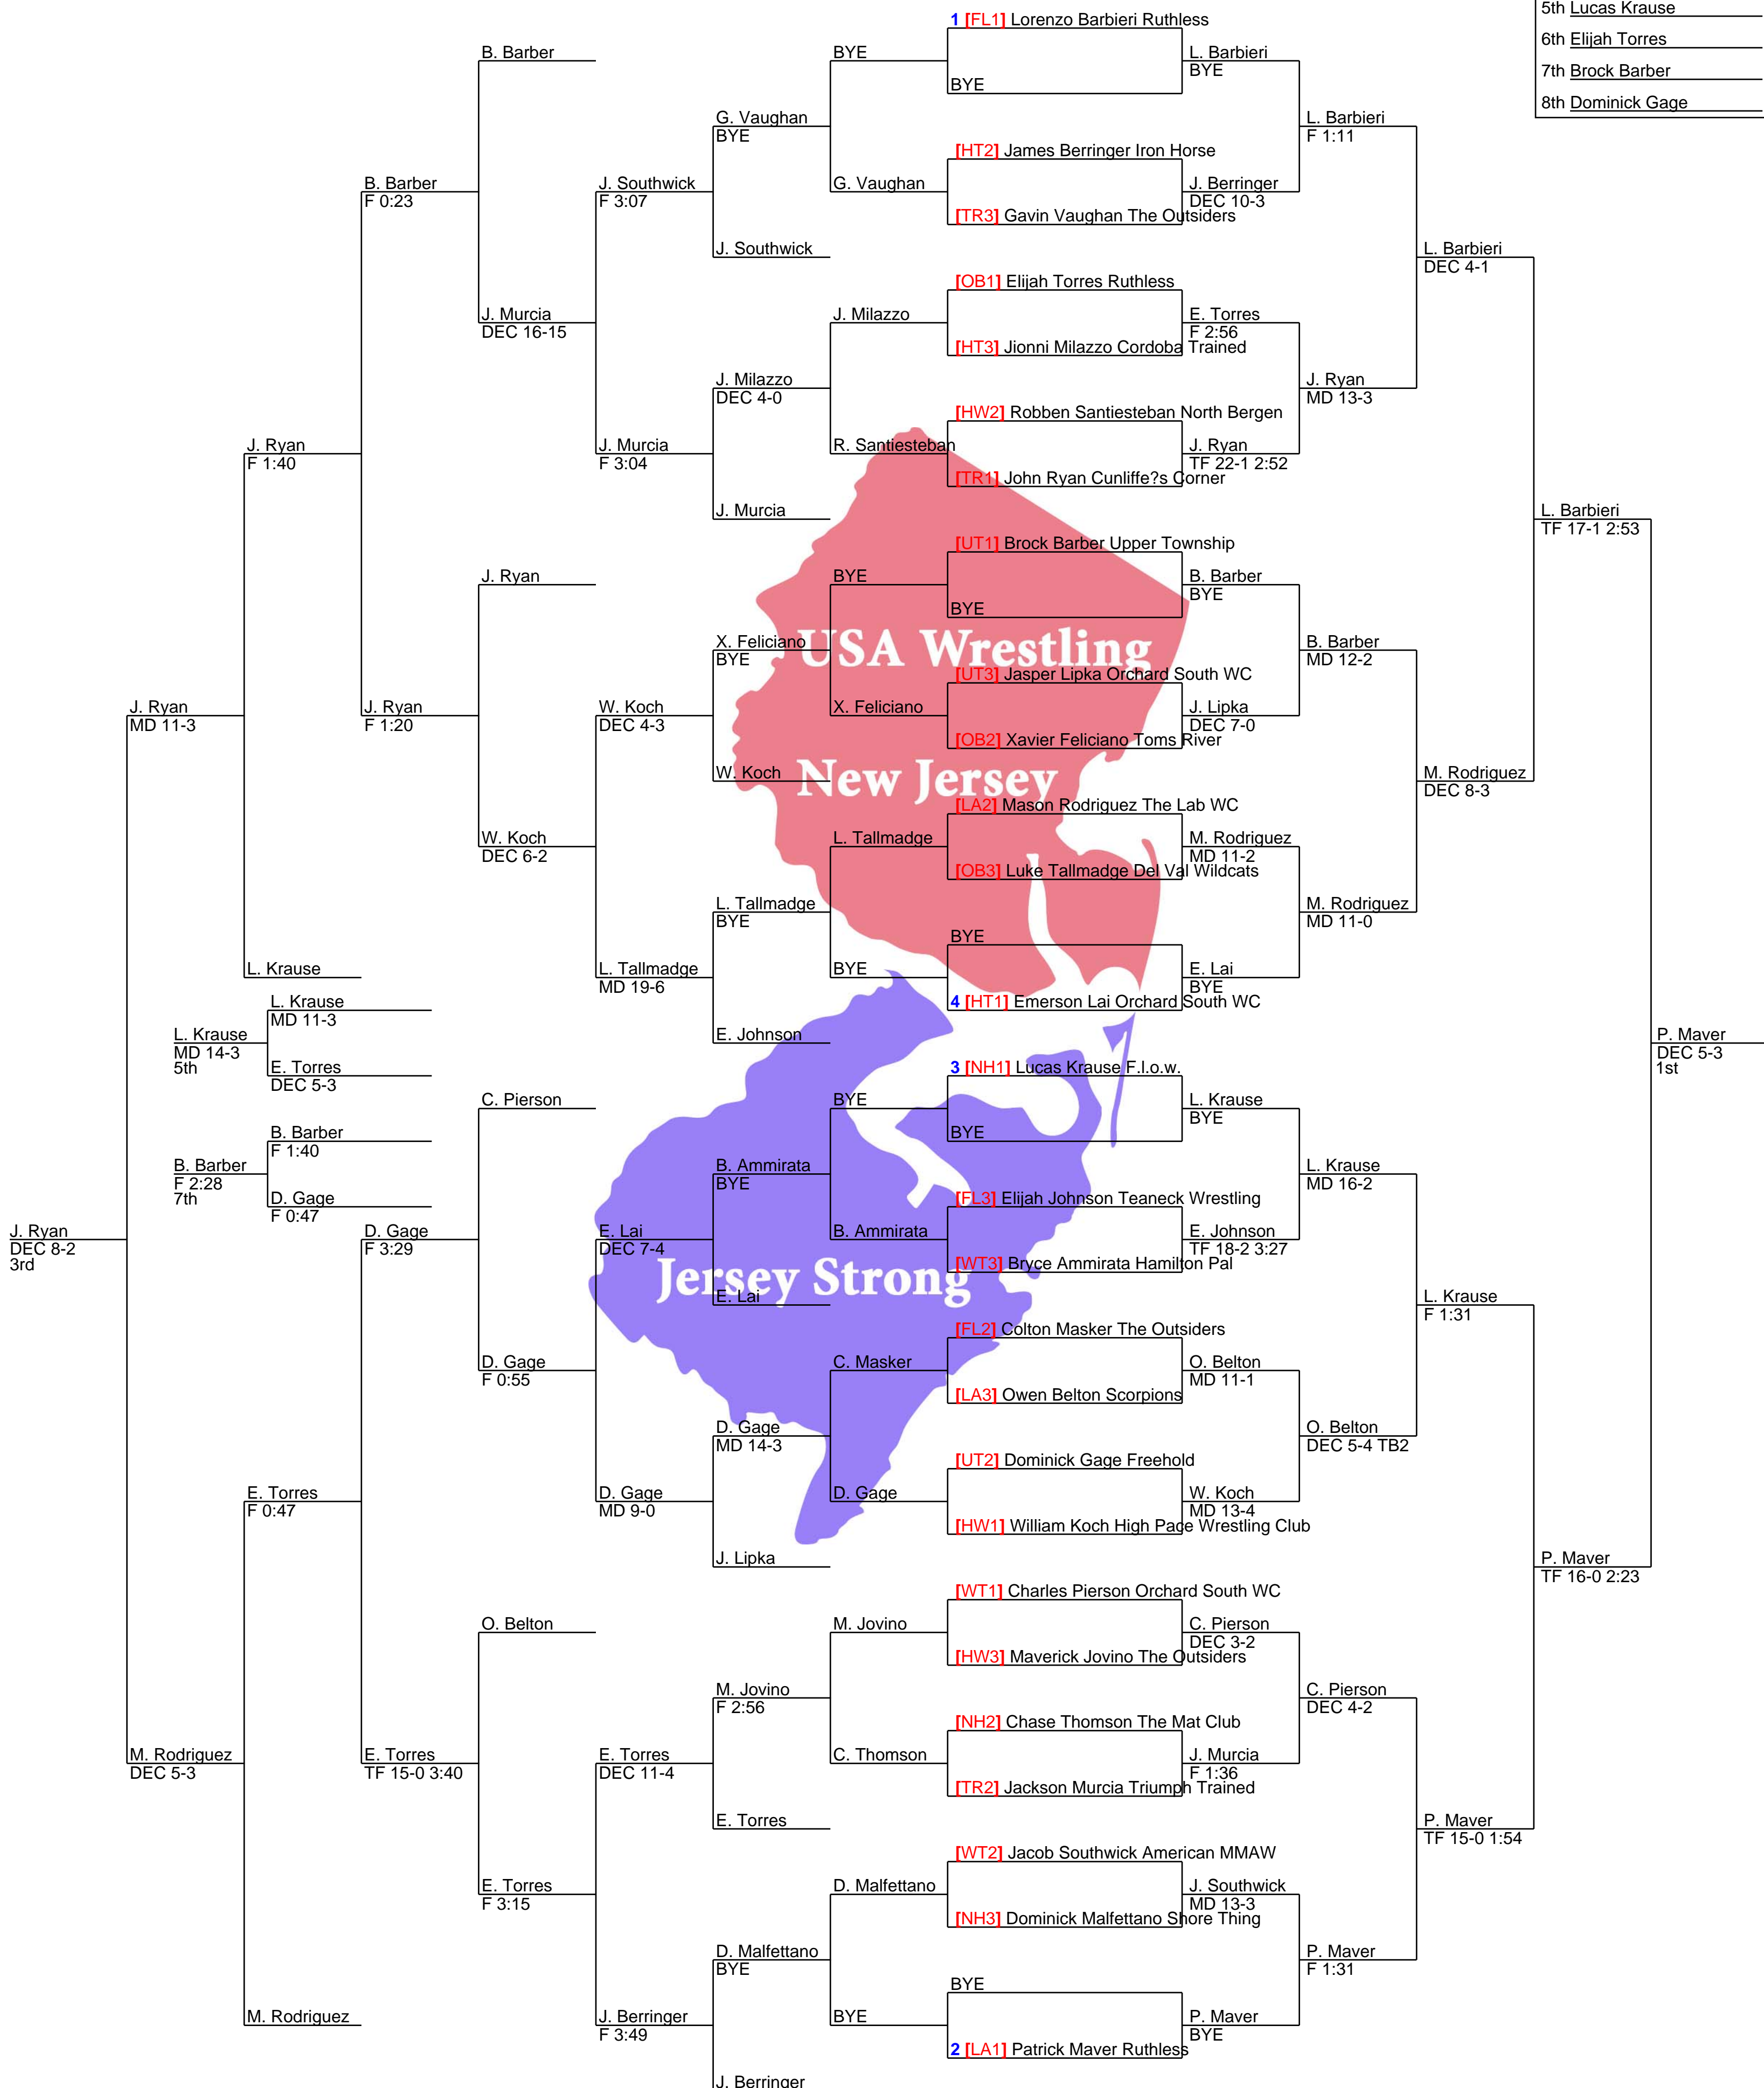 1 [FL1] Lorenzo Barbieri Ruthless
5th Lucas Krause
6th Elijah Torres
7th Brock Barber
8th Dominick Gage
B. Barber
BYE
L. Barbieri
BYE
BYE
G. Vaughan
BYE
L. Barbieri
F 1:11
[HT2] James Berringer Iron Horse
B. Barber
F 0:23
J. Southwick
F 3:07
G. Vaughan
J. Berringer
DEC 10-3
[TR3] Gavin Vaughan The Outsiders
J. Southwick
L. Barbieri
DEC 4-1
[OB1] Elijah Torres Ruthless
J. Murcia
DEC 16-15
J. Milazzo
E. Torres
F 2:56
[HT3] Jionni Milazzo Cordoba Trained
J. Milazzo
DEC 4-0
J. Ryan
MD 13-3
[HW2] Robben Santiesteban North Bergen
J. Ryan
F 1:40
J. Murcia
F 3:04
R. Santiesteban
J. Ryan
TF 22-1 2:52
[TR1] John Ryan Cunliffe?s Corner
J. Murcia
L. Barbieri
TF 17-1 2:53
[UT1] Brock Barber Upper Township
J. Ryan
BYE
B. Barber
BYE
BYE
USA Wrestling
X. Feliciano
BYE
B. Barber
MD 12-2
[UT3] Jasper Lipka Orchard South WC
J. Ryan
MD 11-3
J. Ryan
F 1:20
W. Koch
DEC 4-3
X. Feliciano
J. Lipka
DEC 7-0
[OB2] Xavier Feliciano Toms River
New Jersey
W. Koch
M. Rodriguez
DEC 8-3
[LA2] Mason Rodriguez The Lab WC
W. Koch
DEC 6-2
L. Tallmadge
M. Rodriguez
MD 11-2
[OB3] Luke Tallmadge Del Val Wildcats
L. Tallmadge
BYE
M. Rodriguez
MD 11-0
BYE
L. Krause
L. Tallmadge
MD 19-6
BYE
E. Lai
BYE
4 [HT1] Emerson Lai Orchard South WC
L. Krause
MD 11-3
L. Krause
MD 14-3
5th
E. Johnson
P. Maver
DEC 5-3
1st
E. Torres
DEC 5-3
3 [NH1] Lucas Krause F.l.o.w.
C. Pierson
BYE
L. Krause
BYE
BYE
B. Barber
F 1:40
B. Barber
F 2:28
7th
B. Ammirata
BYE
L. Krause
MD 16-2
D. Gage
F 0:47
[FL3] Elijah Johnson Teaneck Wrestling
J. Ryan
DEC 8-2
3rd
D. Gage
F 3:29
E. Lai
DEC 7-4
B. Ammirata
E. Johnson
TF 18-2 3:27
[WT3] Bryce Ammirata Hamilton Pal
Jersey Strong
E. Lai
L. Krause
F 1:31
[FL2] Colton Masker The Outsiders
D. Gage
F 0:55
C. Masker
O. Belton
MD 11-1
[LA3] Owen Belton Scorpions
D. Gage
MD 14-3
O. Belton
DEC 5-4 TB2
[UT2] Dominick Gage Freehold
E. Torres
F 0:47
D. Gage
MD 9-0
D. Gage
W. Koch
MD 13-4
[HW1] William Koch High Pace Wrestling Club
J. Lipka
P. Maver
TF 16-0 2:23
[WT1] Charles Pierson Orchard South WC
O. Belton
M. Jovino
C. Pierson
DEC 3-2
[HW3] Maverick Jovino The Outsiders
M. Jovino
F 2:56
C. Pierson
DEC 4-2
[NH2] Chase Thomson The Mat Club
M. Rodriguez
DEC 5-3
E. Torres
TF 15-0 3:40
E. Torres
DEC 11-4
C. Thomson
J. Murcia
F 1:36
[TR2] Jackson Murcia Triumph Trained
E. Torres
P. Maver
TF 15-0 1:54
[WT2] Jacob Southwick American MMAW
E. Torres
F 3:15
D. Malfettano
J. Southwick
MD 13-3
[NH3] Dominick Malfettano Shore Thing
D. Malfettano
BYE
P. Maver
F 1:31
BYE
M. Rodriguez
J. Berringer
F 3:49
BYE
P. Maver
BYE
2 [LA1] Patrick Maver Ruthless
J. Berringer